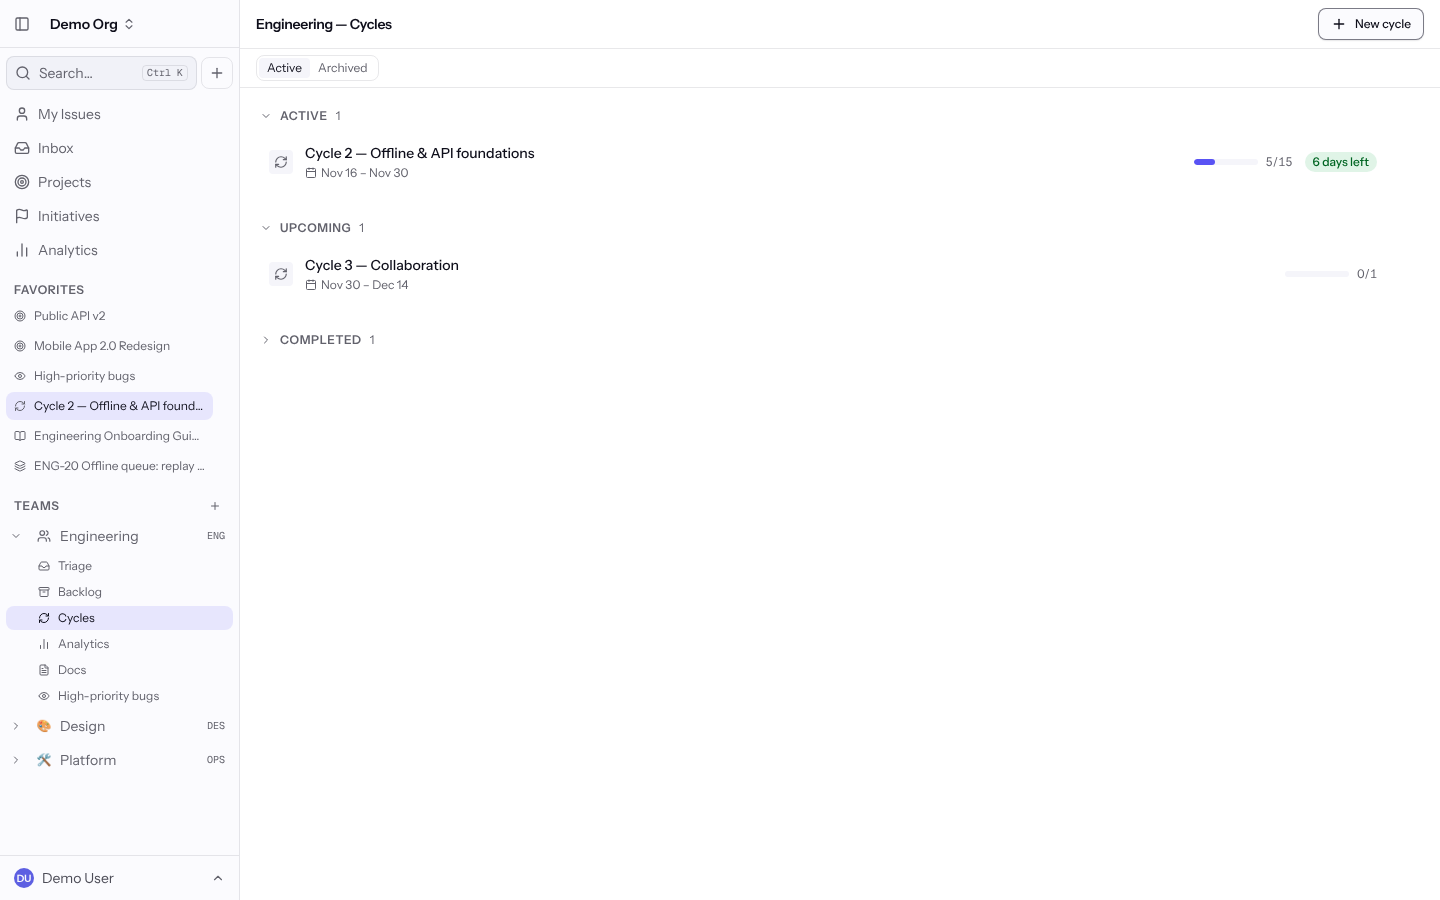 Demo Org
Search...
Ctrl K
My Issues
Inbox
Projects
Initiatives
Analytics
FAVORITES
Public API v2
Mobile App 2.0 Redesign
High-priority bugs
Cycle 2 — Offline & API found...
Engineering Onboarding Gui...
ENG-20 Offline queue: replay ...
TEAMS
Engineering ENG
Triage
Backlog
Cycles
Analytics
Docs
High-priority bugs
Design DES
Platform OPS
DU Demo User
Engineering — Cycles
New cycle
Active Archived
ACTIVE 1
Cycle 2 — Offline & API foundations
Nov 16 – Nov 30
5/15 6 days left
UPCOMING 1
Cycle 3 — Collaboration
Nov 30 – Dec 14
0/1
COMPLETED 1